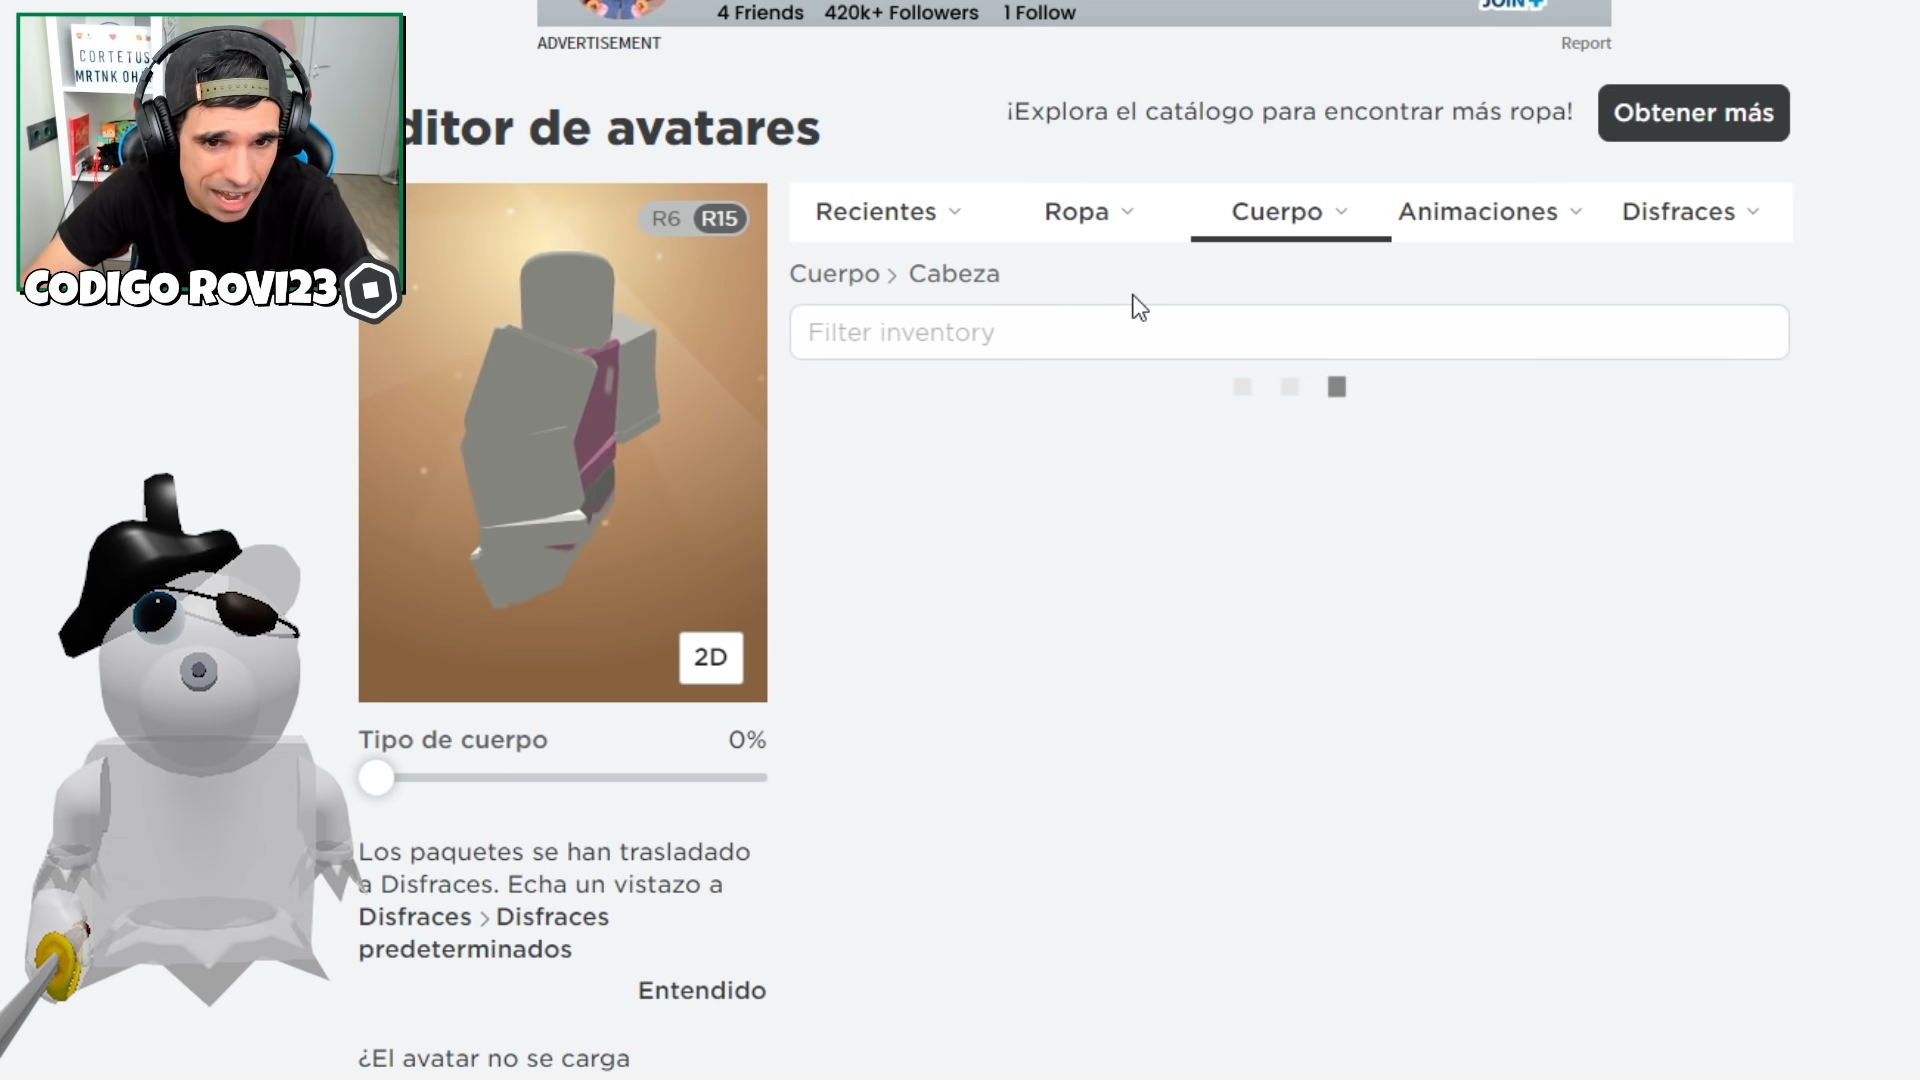 CORTETUS
MRTNK OH
CODIGO ROVI23
4 Friends 420k+ Followers 1 Follow
JOIN
ADVERTISEMENT
Report
ditor de avatares
¡Explora el catálogo para encontrar más ropa!
Obtener más
R6 R15
2D
Recientes
Ropa
Cuerpo
Animaciones
Disfraces
Cuerpo > Cabeza
Filter inventory
Tipo de cuerpo 0%
Los paquetes se han trasladado
a Disfraces. Echa un vistazo a
Disfraces > Disfraces
predeterminados
Entendido
¿El avatar no se carga